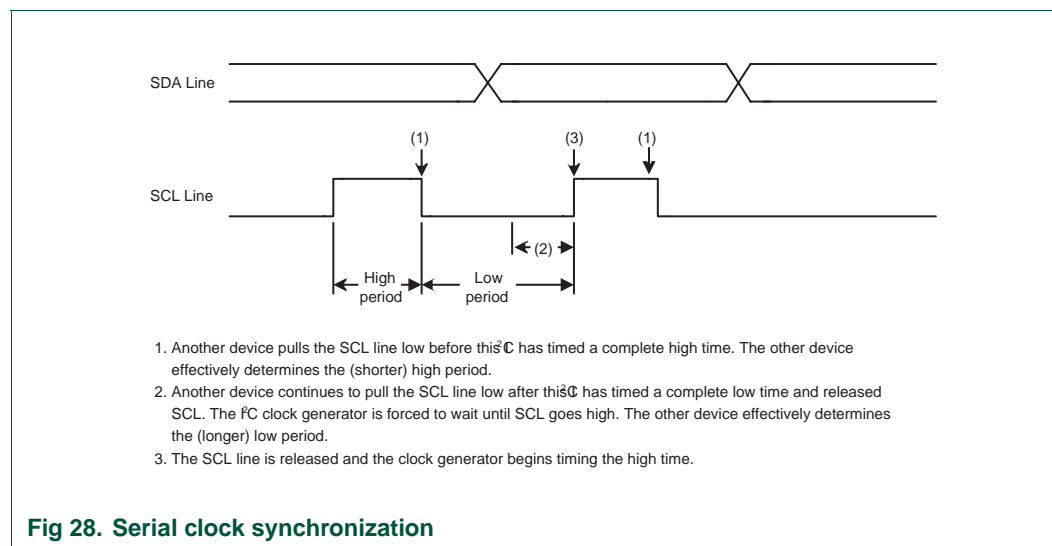 SDA Line
(1)
(3)
(1)
SCL Line
(2)
High
period
Low
period
1. Another device pulls the SCL line low before this I2C has timed a complete high time. The other device
effectively determines the (shorter) high period.
2. Another device continues to pull the SCL line low after this I2C has timed a complete low time and released
SCL. The I2C clock generator is forced to wait until SCL goes high. The other device effectively determines
the (longer) low period.
3. The SCL line is released and the clock generator begins timing the high time.
Fig 28. Serial clock synchronization